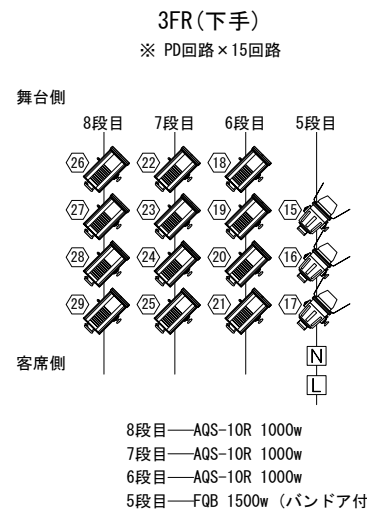 3FR(下手)
※ PD回路×15回路
舞台側
8段目 7段目 6段目 5段目
26 22 18
27 23 19 15
28 24 20 16
29 25 21 17
N
客席側
L
8段目――AQS-10R 1000w
7段目――AQS-10R 1000w
6段目――AQS-10R 1000w
5段目――FQB 1500w (バンドア付